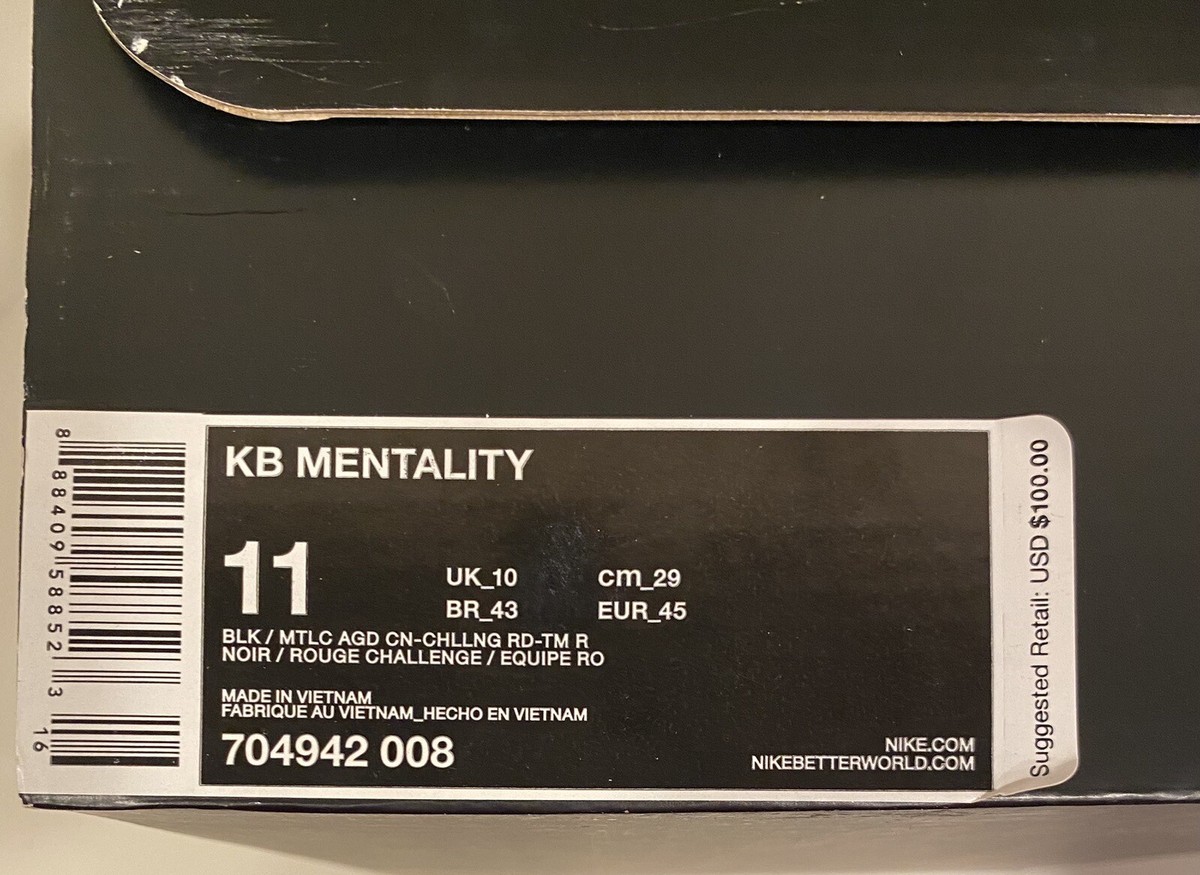 8 88409 58852 3
16
KB MENTALITY
11
UK_10 cm_29
BR_43 EUR_45
BLK / MTLC AGD CN-CHLLNG RD-TM R
NOIR / ROUGE CHALLENGE / EQUIPE RO
MADE IN VIETNAM
FABRIQUE AU VIETNAM_HECHO EN VIETNAM
704942 008
NIKE.COM
NIKEBETTERWORLD.COM
Suggested Retail: USD $100.00